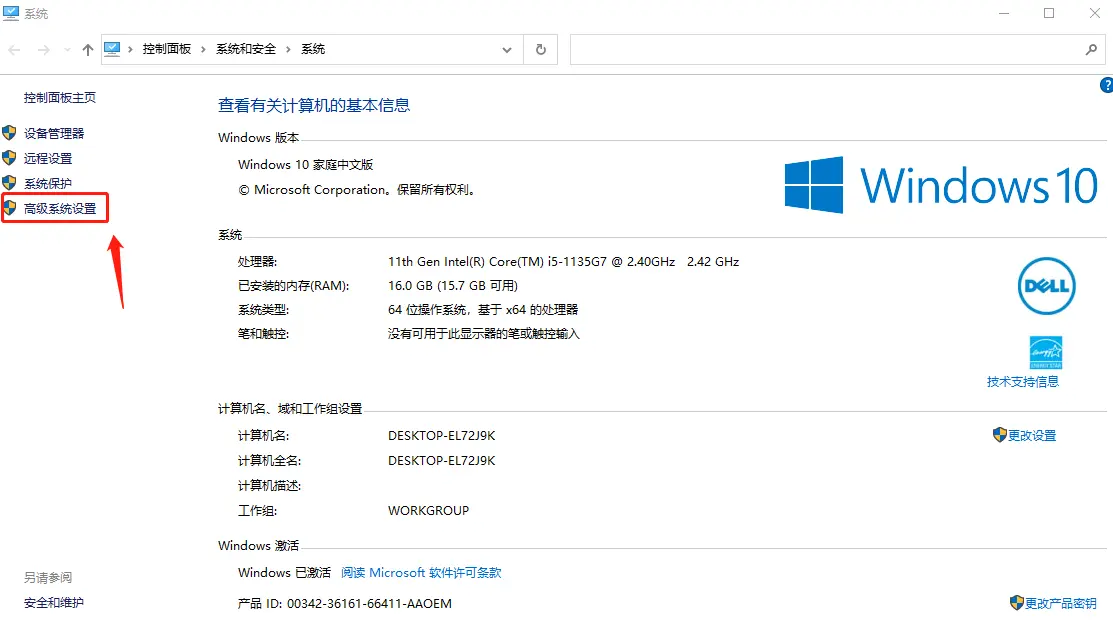 系统
控制面板 系统和安全 系统
控制面板主页
设备管理器
远程设置
系统保护
高级系统设置
查看有关计算机的基本信息
Windows 版本
Windows 10 家庭中文版
© Microsoft Corporation。保留所有权利。
Windows 10
系统
处理器: 11th Gen Intel(R) Core(TM) i5-1135G7 @ 2.40GHz 2.42 GHz
已安装的内存(RAM): 16.0 GB (15.7 GB 可用)
系统类型: 64 位操作系统，基于 x64 的处理器
笔和触控: 没有可用于此显示器的笔或触控输入
DELL
energy
ENERGY STAR
技术支持信息
计算机名、域和工作组设置
计算机名: DESKTOP-EL72J9K 更改设置
计算机全名: DESKTOP-EL72J9K
计算机描述:
工作组: WORKGROUP
Windows 激活
Windows 已激活 阅读 Microsoft 软件许可条款
产品 ID: 00342-36161-66411-AAOEM 更改产品密钥
另请参阅
安全和维护